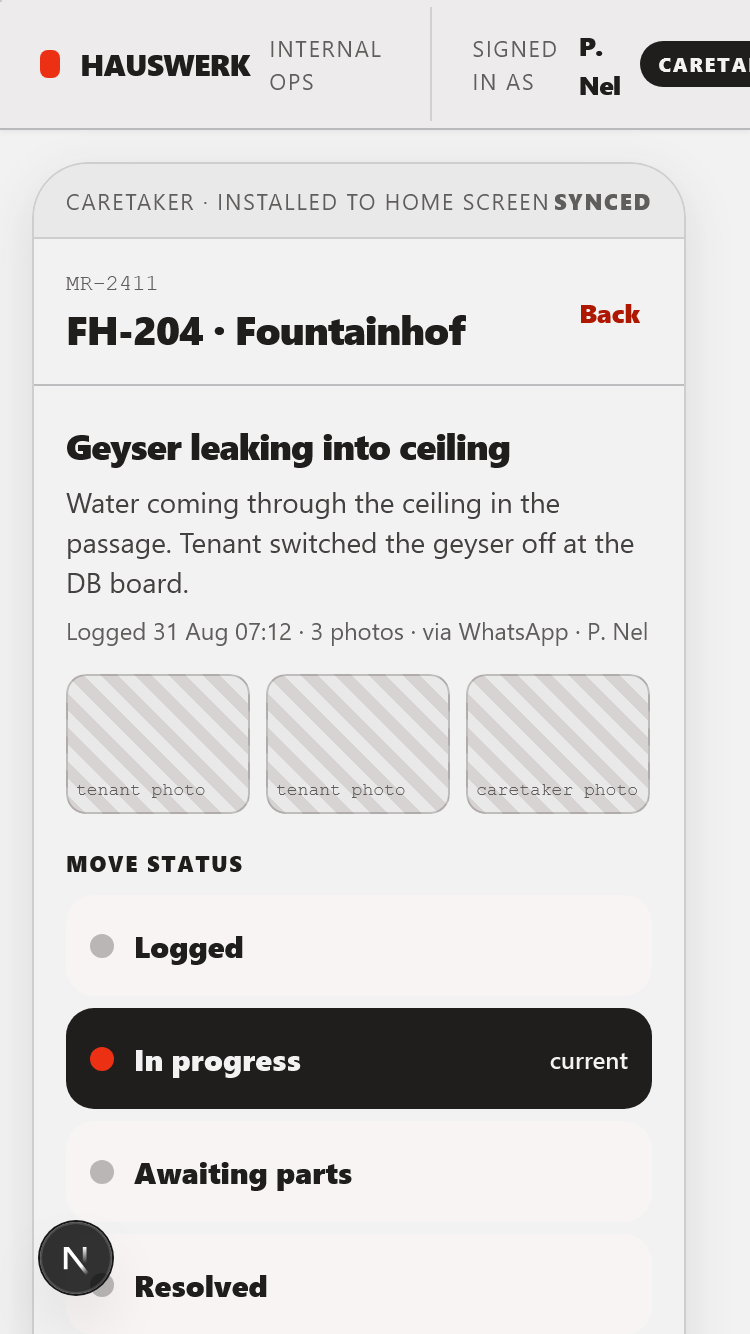 HAUSWERK
INTERNAL
OPS
SIGNED
IN AS
P.
Nel
CARETAKER · INSTALLED TO HOME SCREEN SYNCED
MR-2411
FH-204 · Fountainhof
Back
Geyser leaking into ceiling
Water coming through the ceiling in the
passage. Tenant switched the geyser off at the
DB board.
Logged 31 Aug 07:12 · 3 photos · via WhatsApp · P. Nel
tenant photo
tenant photo
caretaker photo
MOVE STATUS
Logged
In progress
current
Awaiting parts
Resolved
N